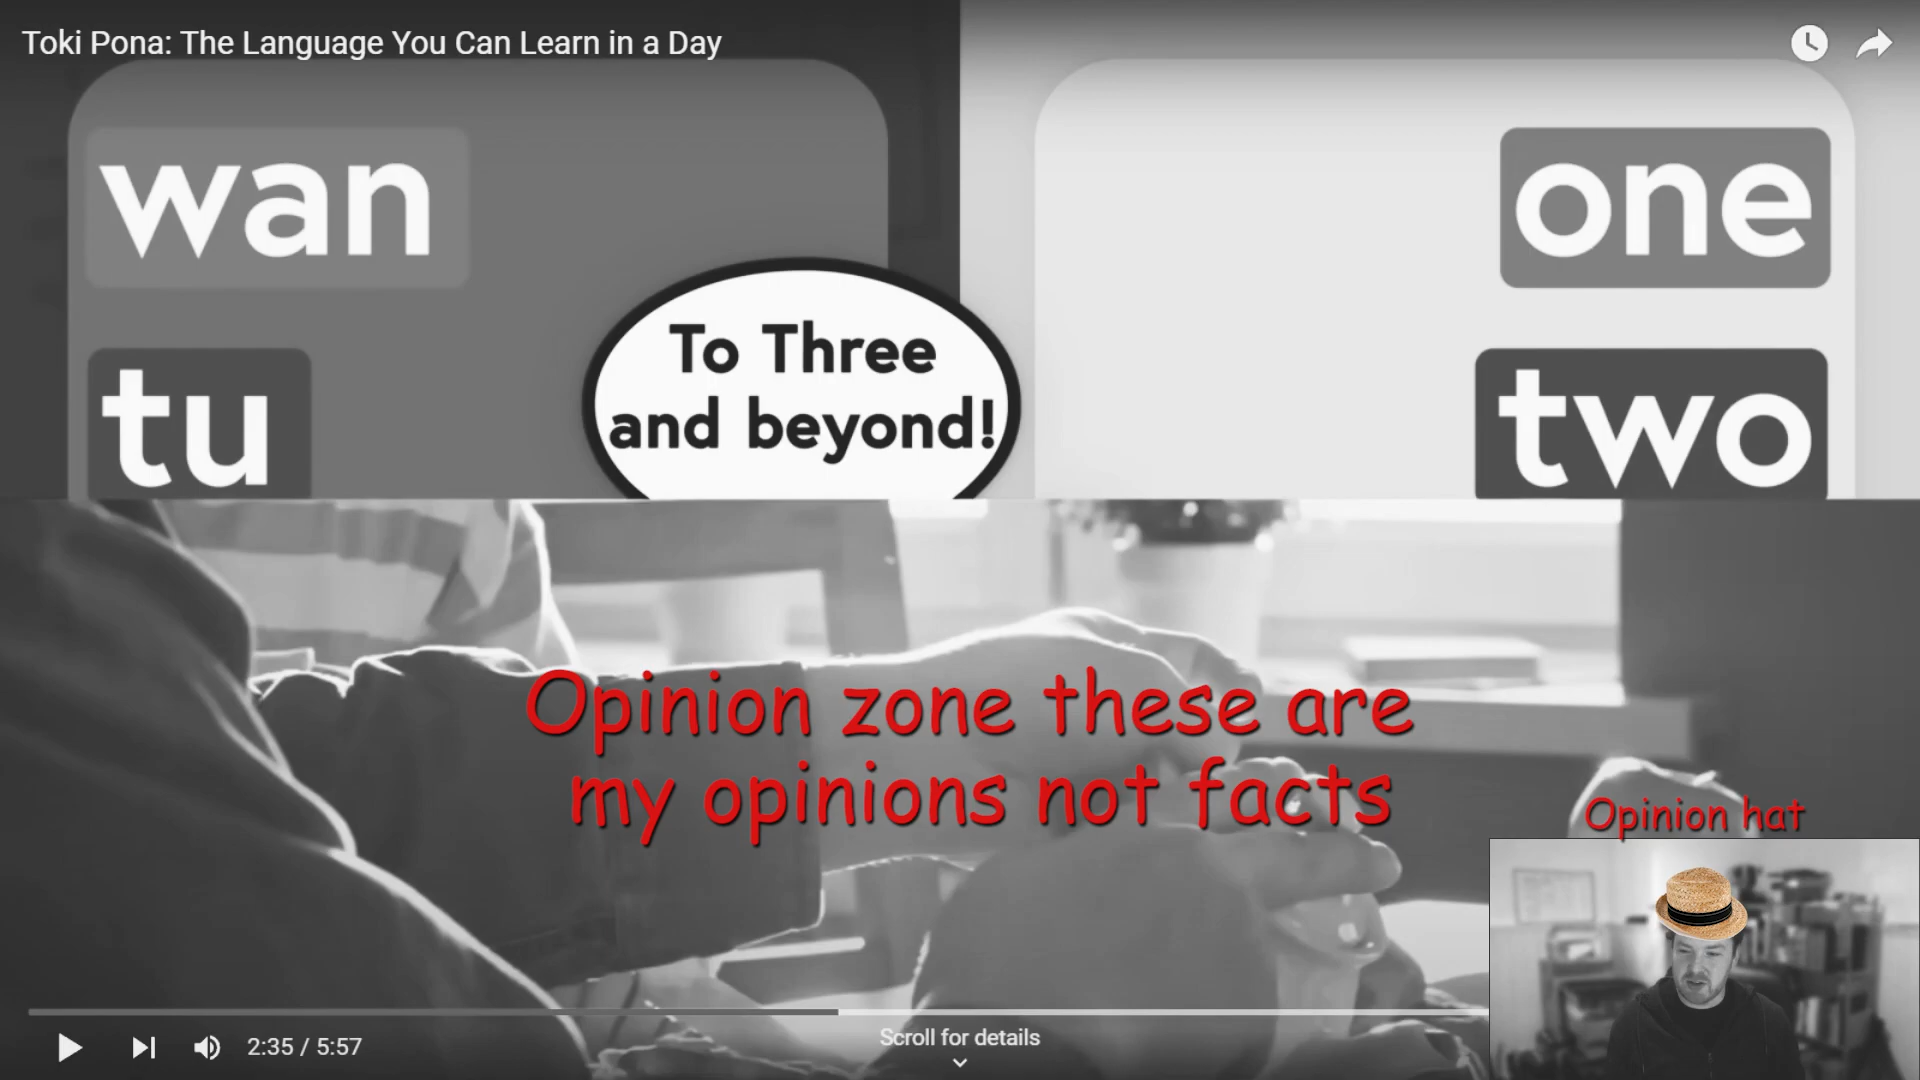 Toki Pona: The Language You Can Learn in a Day
wan
one
To Three
and beyond!
tu
two
Opinion zone these are
my opinions not facts
Opinion hat
2:35 / 5:57
Scroll for details